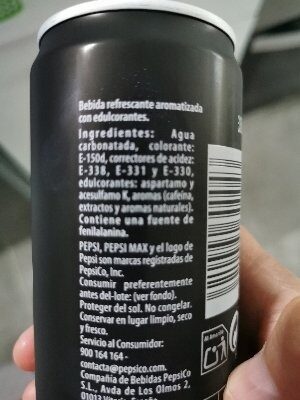 Bebida refrescante aromatizada
con edulcorantes.
Ingredientes: Agua
carbonatada, colorante:
E-150d, correctores de acidez:
E-338, E-331 y E-330,
edulcorantes: aspartamo y
acesulfamo K, aromas (cafeína,
extractos y aromas naturales).
Contiene una fuente de
fenilalanina.
PEPSI, PEPSI MAX y el logo de
Pepsi son marcas registradas de
PepsiCo, Inc.
Consumir preferentemente
antes del-lote: (ver fondo).
Proteger del sol. No congelar.
Conservar en lugar limpio, seco
y fresco.
Servicio al Consumidor:
900 164 164 -
contacta@pepsico.com.
Compañía de Bebidas PepsiCo
S.L., Avda de Los Olmos 2,
01013 Vitoria, España